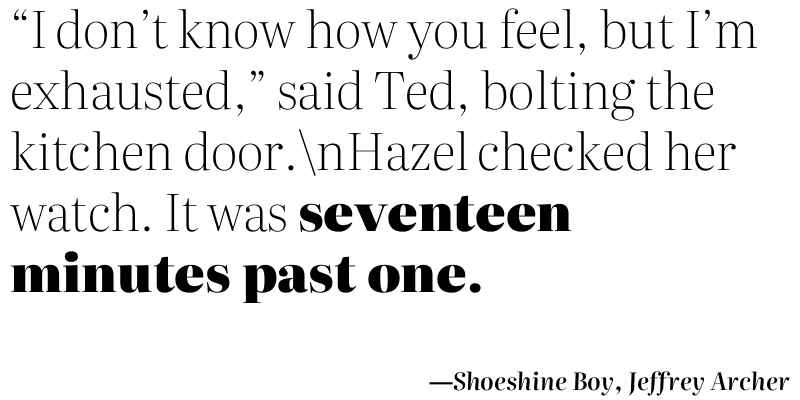 “I don’t know how you feel, but I’m
exhausted,” said Ted, bolting the
kitchen door.\nHazel checked her
watch. It was seventeen
minutes past one.
—Shoeshine Boy, Jeffrey Archer